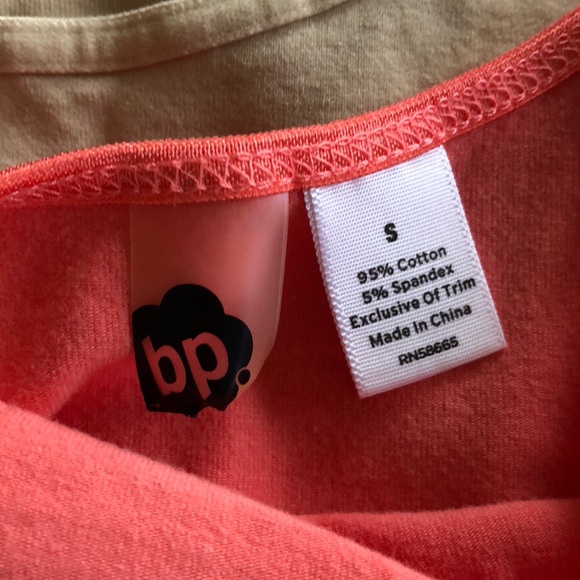 bp.
S
95% Cotton
5% Spandex
Exclusive Of Trim
Made in China
RN58665